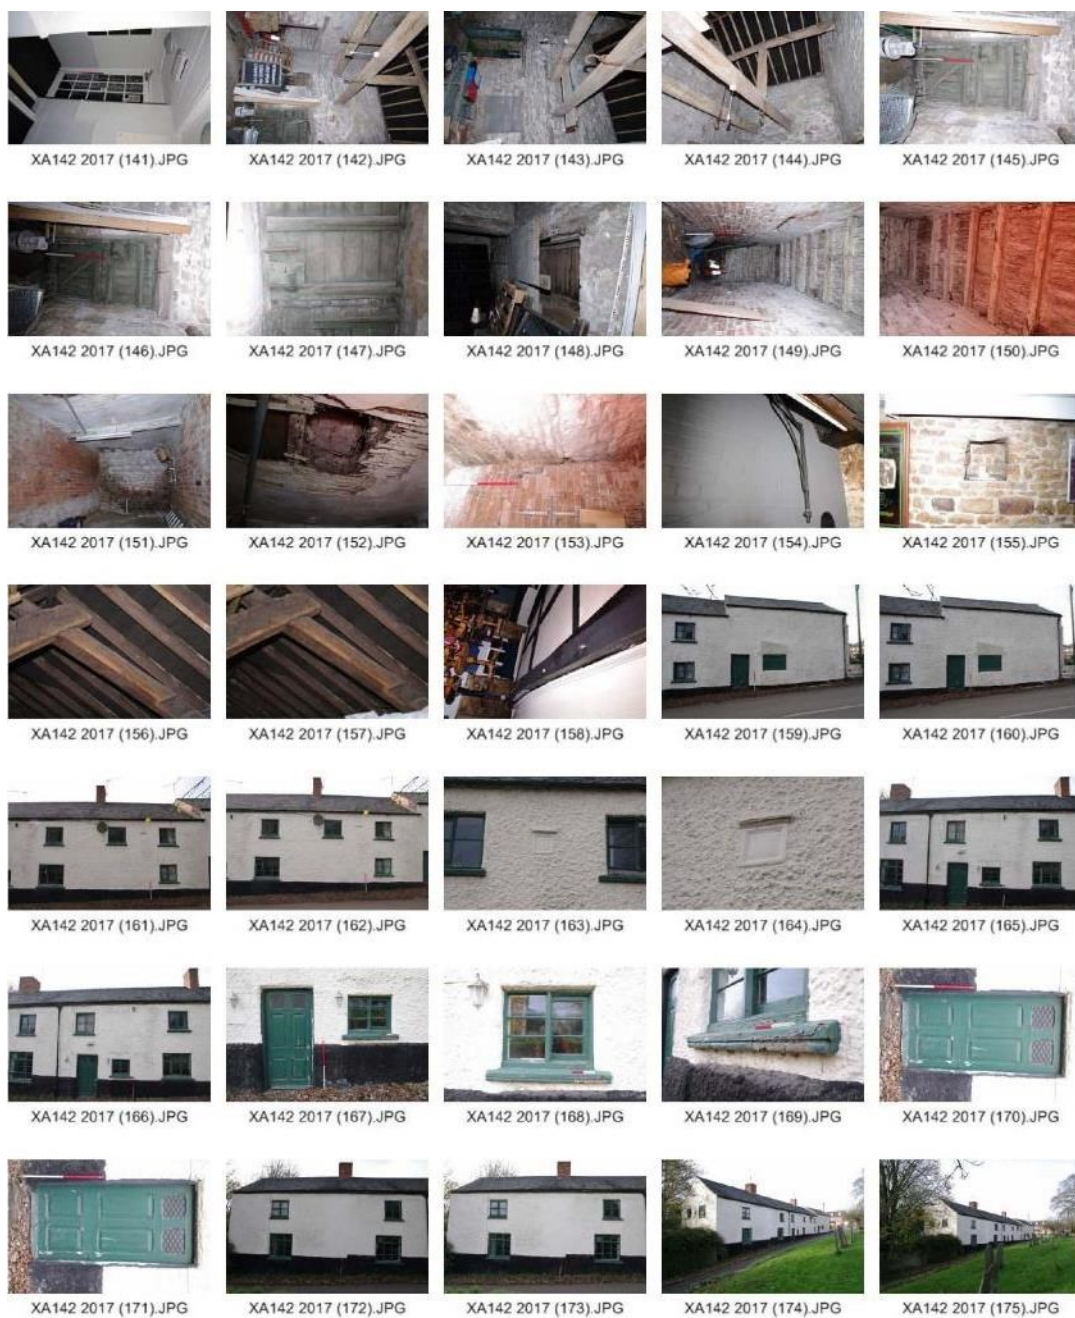 XA142 2017 (141).JPG XA142 2017 (142).JPG XA142 2017 (143).JPG XA142 2017 (144).JPG XA142 2017 (145).JPG
XA142 2017 (146).JPG XA142 2017 (147).JPG XA142 2017 (148).JPG XA142 2017 (149).JPG XA142 2017 (150).JPG
XA142 2017 (151).JPG XA142 2017 (152).JPG XA142 2017 (153).JPG XA142 2017 (154).JPG XA142 2017 (155).JPG
XA142 2017 (156).JPG XA142 2017 (157).JPG XA142 2017 (158).JPG XA142 2017 (159).JPG XA142 2017 (160).JPG
XA142 2017 (161).JPG XA142 2017 (162).JPG XA142 2017 (163).JPG XA142 2017 (164).JPG XA142 2017 (165).JPG
XA142 2017 (166).JPG XA142 2017 (167).JPG XA142 2017 (168).JPG XA142 2017 (169).JPG XA142 2017 (170).JPG
XA142 2017 (171).JPG XA142 2017 (172).JPG XA142 2017 (173).JPG XA142 2017 (174).JPG XA142 2017 (175).JPG